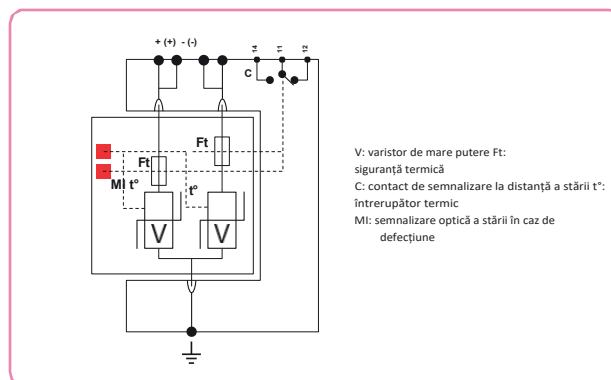 + (+) - (-)
14
11
12
C
Ft
Ft
MI t°
t°
V
V
V: varistor de mare putere Ft:
siguranță termică
C: contact de semnalizare la distanță a stării t°:
întrerupător termic
MI: semnalizare optică a stării în caz de
defecțiune